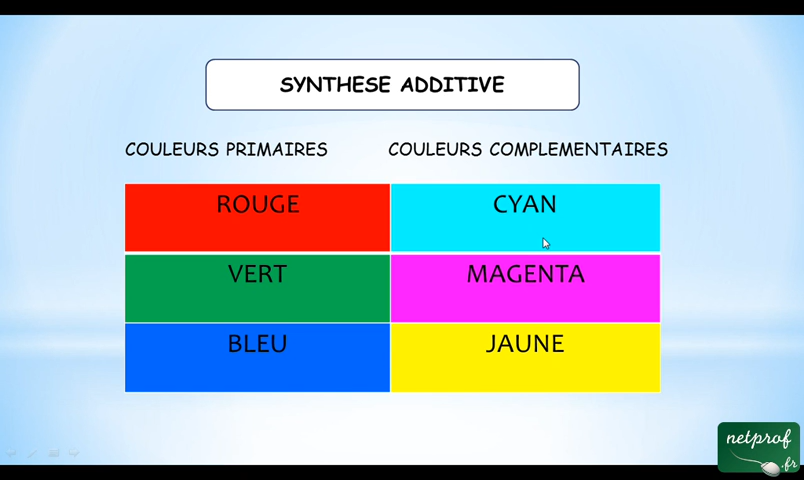 SYNTHESE ADDITIVE
COULEURS PRIMAIRES COULEURS COMPLEMENTAIRES
ROUGE CYAN
VERT MAGENTA
BLEU JAUNE
netprof
.fr